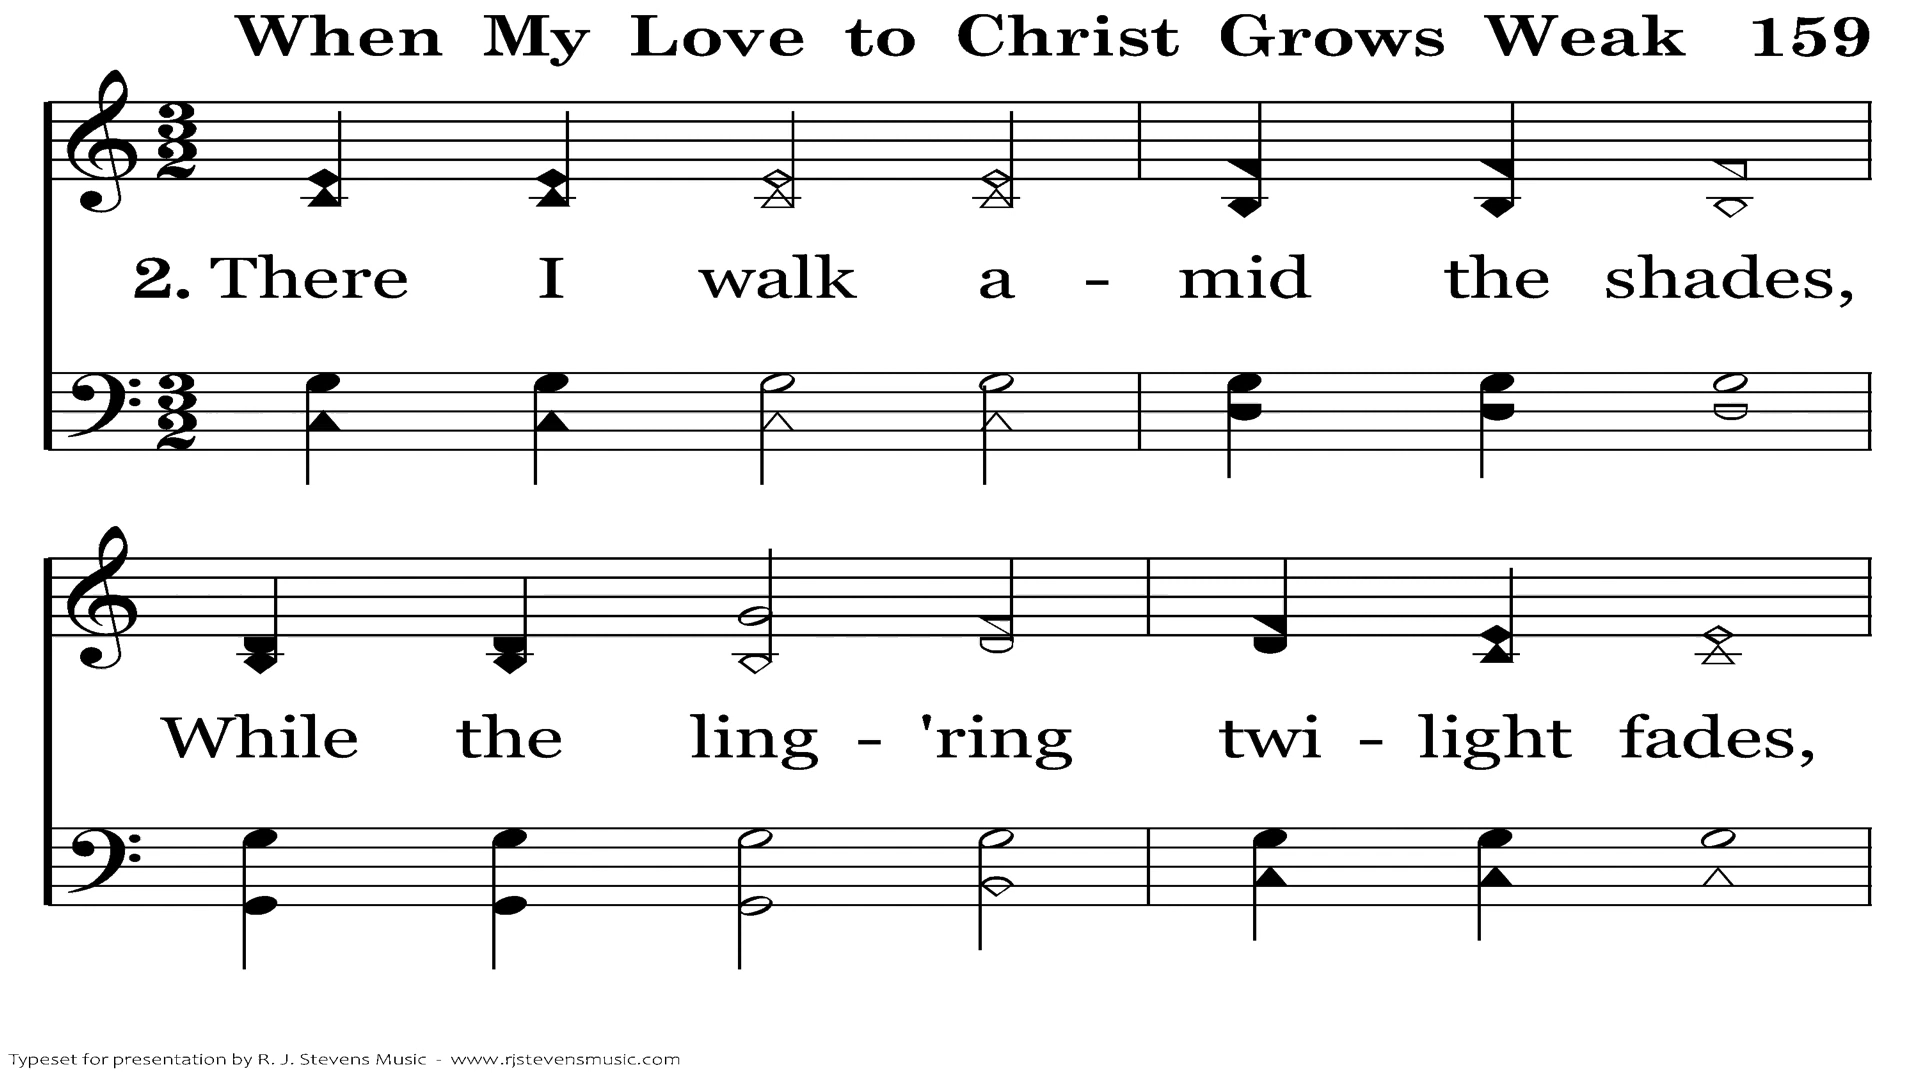 When My Love to Christ Grows Weak 159
2. There I walk a - mid the shades,
While the ling - 'ring twi - light fades,
Typeset for presentation by R. J. Stevens Music - www.rjstevensmusic.com